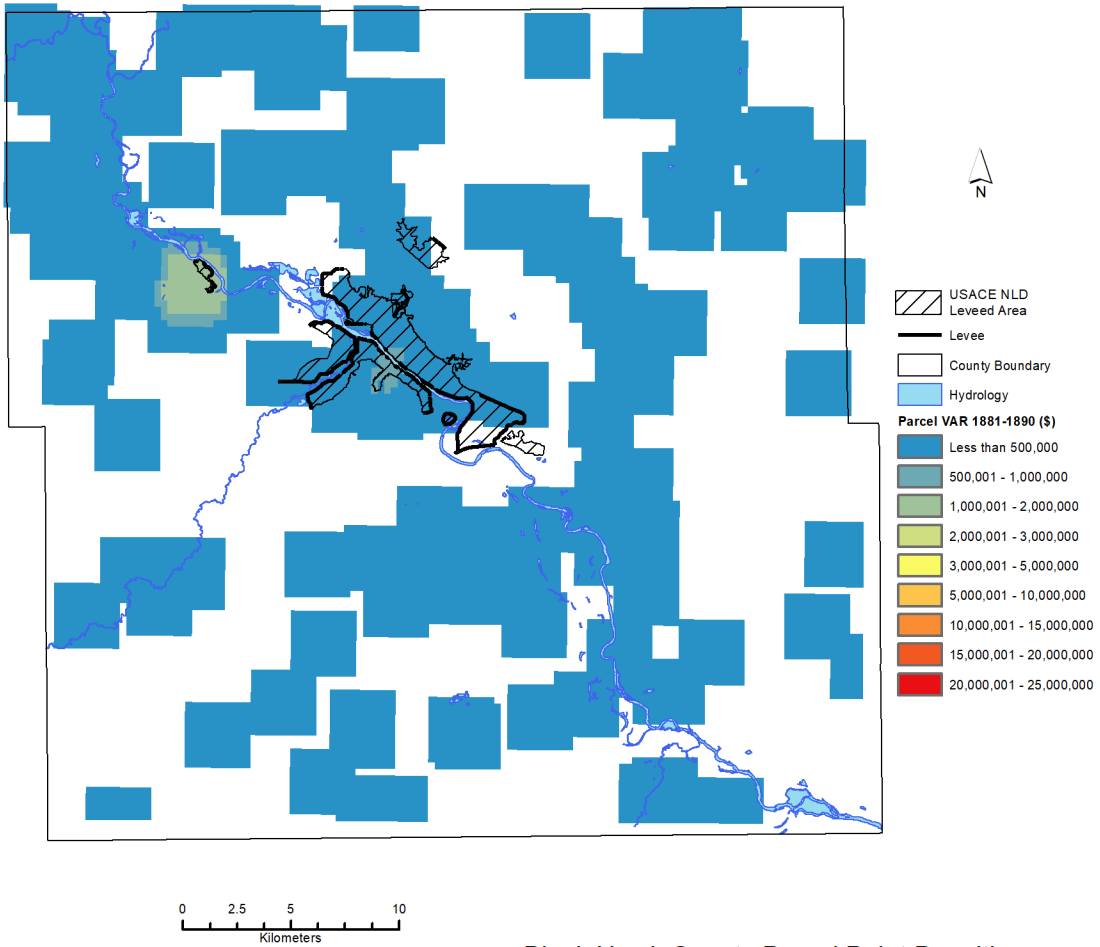 N
USACE NLD
Leveed Area
Levee
County Boundary
Hydrology
Parcel VAR 1881-1890 ($)
Less than 500,000
500,001 - 1,000,000
1,000,001 - 2,000,000
2,000,001 - 3,000,000
3,000,001 - 5,000,000
5,000,001 - 10,000,000
10,000,001 - 15,000,000
15,000,001 - 20,000,000
20,000,001 - 25,000,000
0 2.5 5 10
Kilometers